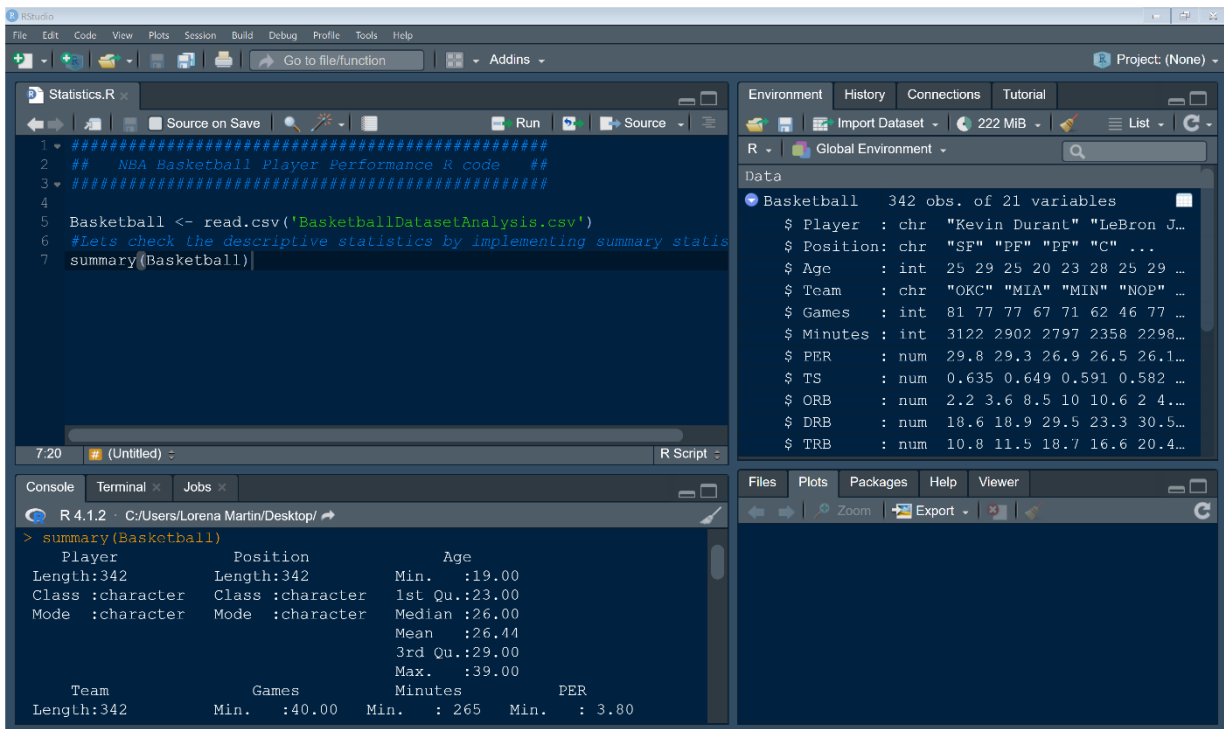 RStudio
File Edit Code View Plots Session Build Debug Profile Tools Help
Go to file/function Addins Project: (None)
Statistics.R
Source on Save Run Source
1 ##################################################
2 ## NBA Basketball Player Performance R code ##
3 ##################################################
4
5 Basketball <- read.csv('BasketballDatasetAnalysis.csv')
6 #Lets check the descriptive statistics by implementing summary statis
7 summary(Basketball)
7:20 # (Untitled) R Script
Console Terminal Jobs
R 4.1.2 · C:/Users/Lorena Martin/Desktop/
> summary(Basketball)
Player Position Age
Length:342 Length:342 Min. :19.00
Class :character Class :character 1st Qu.:23.00
Mode :character Mode :character Median :26.00
Mean :26.44
3rd Qu.:29.00
Max. :39.00
Team Games Minutes PER
Length:342 Min. :40.00 Min. : 265 Min. : 3.80
Environment History Connections Tutorial
Import Dataset 222 MiB List
R Global Environment
Data
Basketball 342 obs. of 21 variables
$ Player : chr "Kevin Durant" "LeBron J…
$ Position: chr "SF" "PF" "PF" "C" ...
$ Age : int 25 29 25 20 23 28 25 29 …
$ Team : chr "OKC" "MIA" "MIN" "NOP" …
$ Games : int 81 77 77 67 71 62 46 77 …
$ Minutes : int 3122 2902 2797 2358 2298…
$ PER : num 29.8 29.3 26.9 26.5 26.1…
$ TS : num 0.635 0.649 0.591 0.582 …
$ ORB : num 2.2 3.6 8.5 10 10.6 2 4.…
$ DRB : num 18.6 18.9 29.5 23.3 30.5…
$ TRB : num 10.8 11.5 18.7 16.6 20.4…
Files Plots Packages Help Viewer
Zoom Export